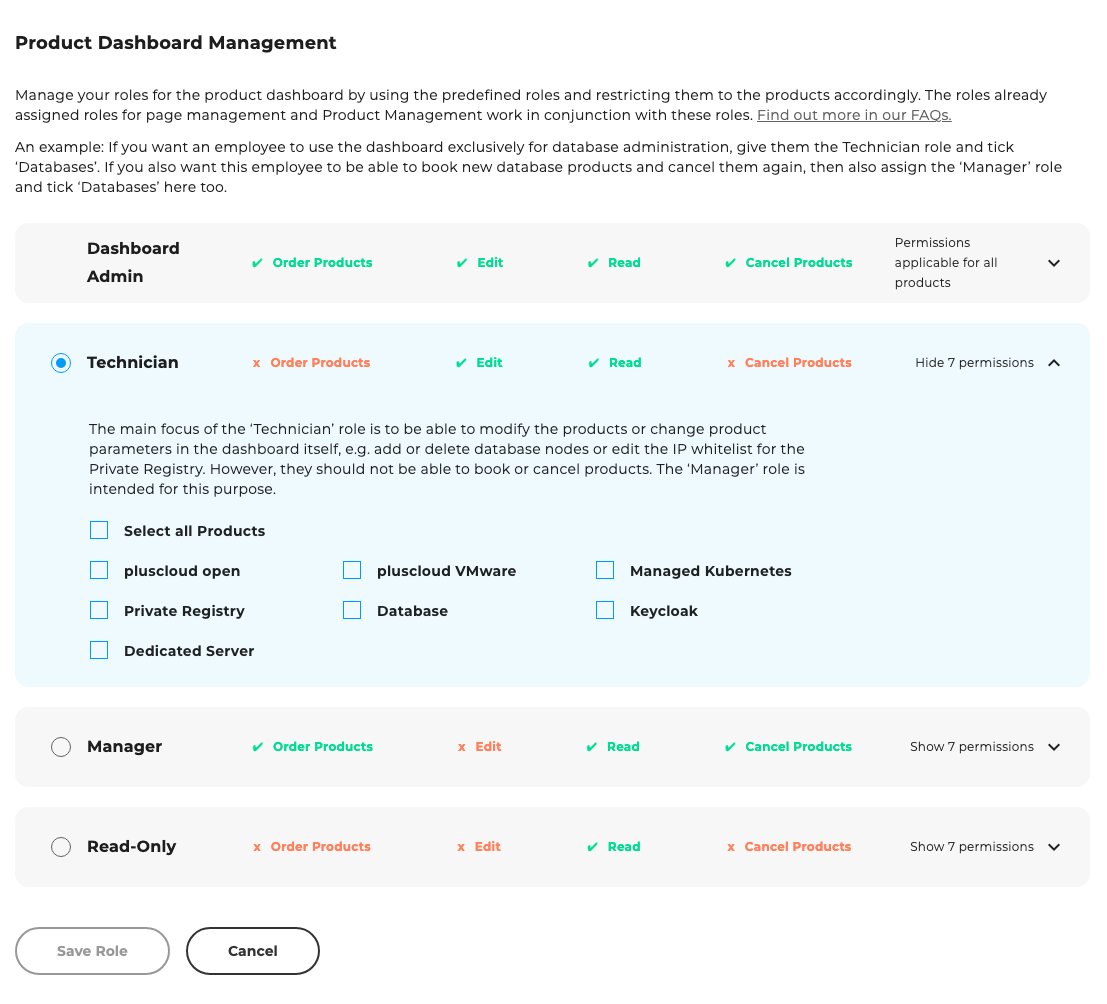 Product Dashboard Management
Manage your roles for the product dashboard by using the predefined roles and restricting them to the products accordingly. The roles already
assigned roles for page management and Product Management work in conjunction with these roles. Find out more in our FAQs.
An example: If you want an employee to use the dashboard exclusively for database administration, give them the Technician role and tick
‘Databases’. If you also want this employee to be able to book new database products and cancel them again, then also assign the ‘Manager’ role
and tick ‘Databases’ here too.
Dashboard
Admin
✔ Order Products ✔ Edit ✔ Read ✔ Cancel Products
Permissions
applicable for all
products
Technician x Order Products ✔ Edit ✔ Read x Cancel Products Hide 7 permissions
The main focus of the ‘Technician’ role is to be able to modify the products or change product
parameters in the dashboard itself, e.g. add or delete database nodes or edit the IP whitelist for the
Private Registry. However, they should not be able to book or cancel products. The ‘Manager’ role is
intended for this purpose.
Select all Products
pluscloud open pluscloud VMware Managed Kubernetes
Private Registry Database Keycloak
Dedicated Server
Manager ✔ Order Products x Edit ✔ Read ✔ Cancel Products Show 7 permissions
Read-Only x Order Products x Edit ✔ Read x Cancel Products Show 7 permissions
Save Role Cancel